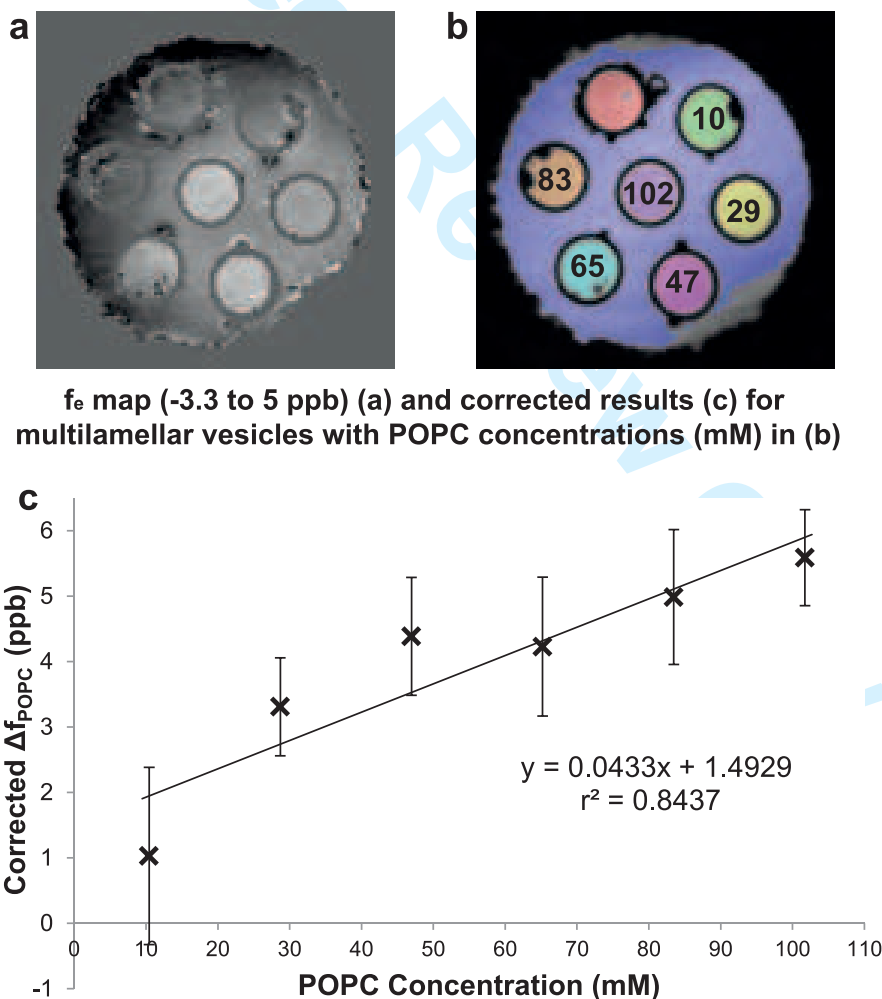 a
b
10
83
102
29
65
47
fe map (-3.3 to 5 ppb) (a) and corrected results (c) for
multilamellar vesicles with POPC concentrations (mM) in (b)
c
Corrected ΔfPOPC (ppb)
6
5
4
3
2
1
0
-1
y = 0.0433x + 1.4929
r² = 0.8437
0 10 20 30 40 50 60 70 80 90 100 110
POPC Concentration (mM)